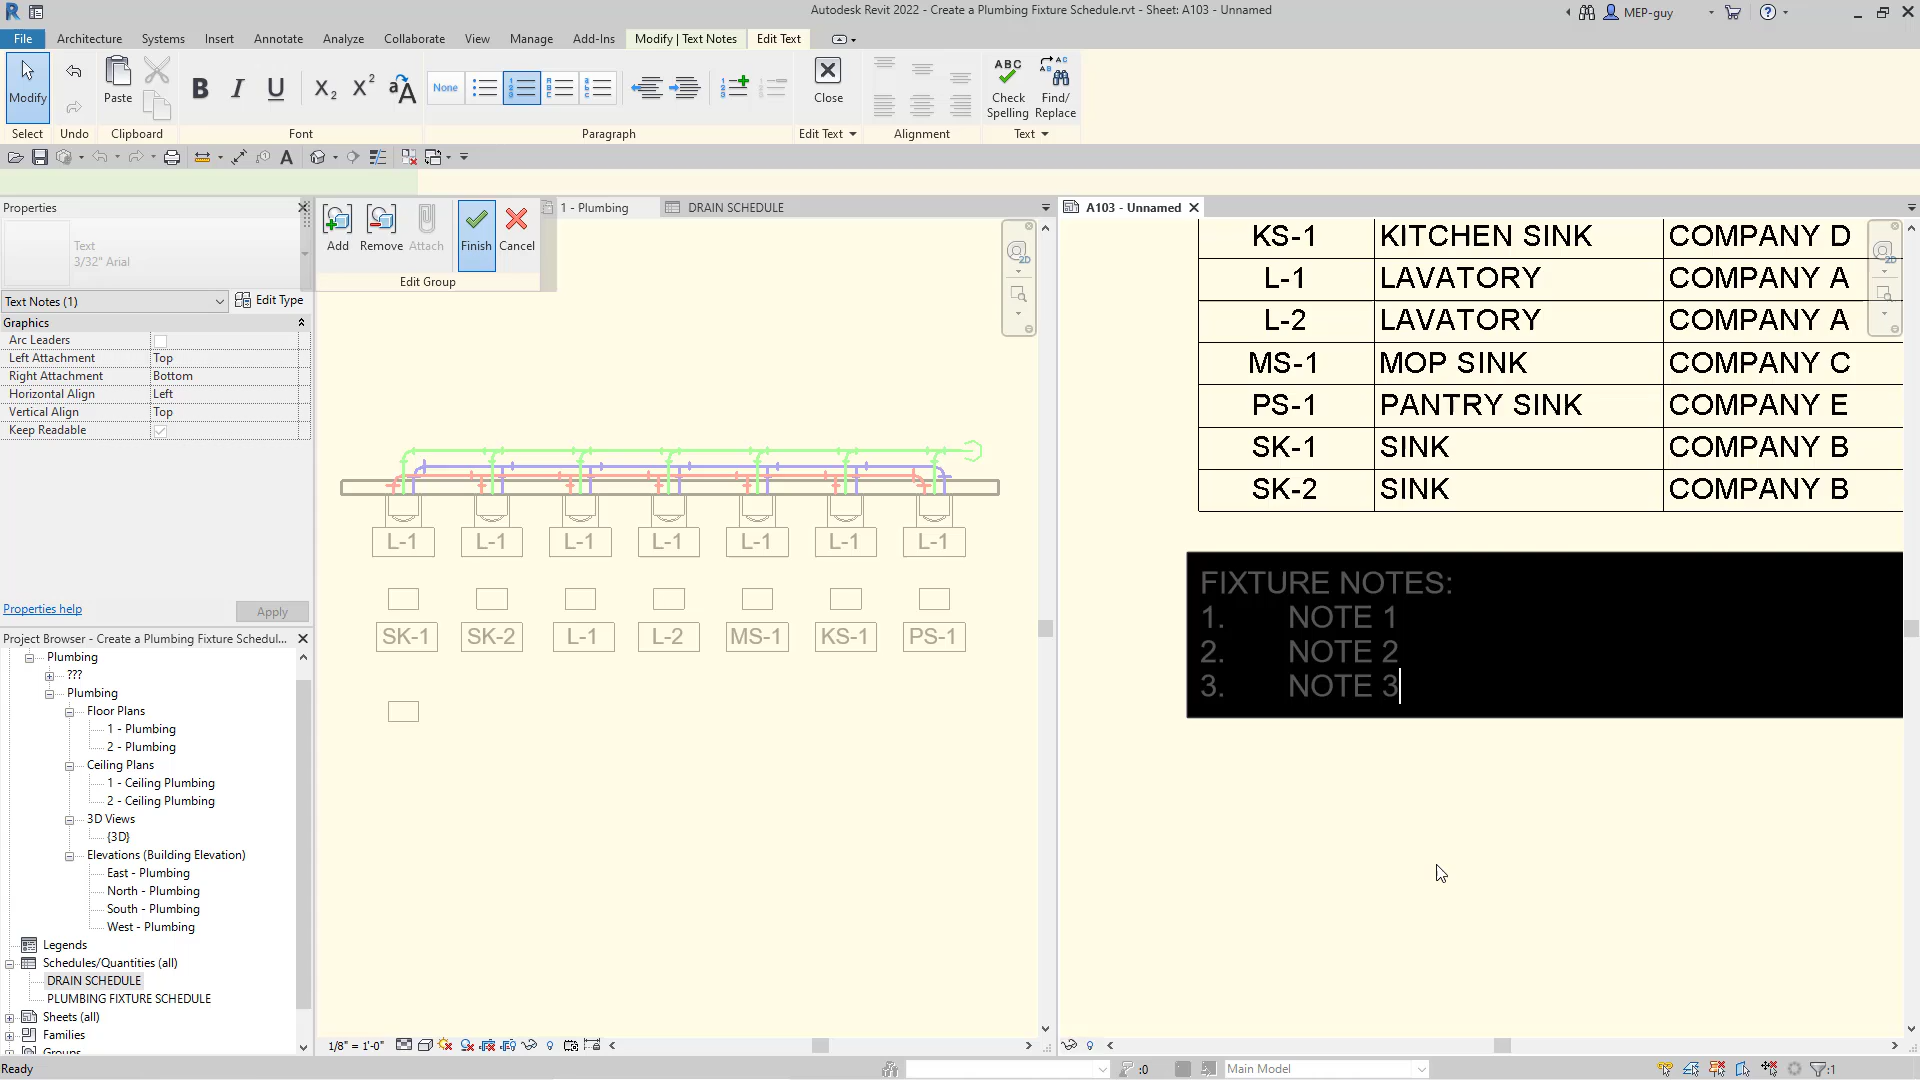 Autodesk Revit 2022 - Create a Plumbing Fixture Schedule.rvt - Sheet: A103 - Unnamed
MEP-guy
File Architecture Systems Insert Annotate Analyze Collaborate View Manage Add-Ins Modify | Text Notes Edit Text
Modify Paste None Close Check Spelling Find/ Replace
Select Undo Clipboard Font Paragraph Edit Text Alignment Text
Properties
Text
3/32" Arial
Text Notes (1) Edit Type
Graphics
Arc Leaders
Left Attachment Top
Right Attachment Bottom
Horizontal Align Left
Vertical Align Top
Keep Readable
Properties help Apply
Project Browser - Create a Plumbing Fixture Schedul...
Plumbing
???
Plumbing
Floor Plans
1 - Plumbing
2 - Plumbing
Ceiling Plans
1 - Ceiling Plumbing
2 - Ceiling Plumbing
3D Views
{3D}
Elevations (Building Elevation)
East - Plumbing
North - Plumbing
South - Plumbing
West - Plumbing
Legends
Schedules/Quantities (all)
DRAIN SCHEDULE
PLUMBING FIXTURE SCHEDULE
Sheets (all)
Families
Groups
Add Remove Attach Finish Cancel
Edit Group
1 - Plumbing DRAIN SCHEDULE
2D
L-1 L-1 L-1 L-1 L-1 L-1 L-1
SK-1 SK-2 L-1 L-2 MS-1 KS-1 PS-1
1/8" = 1'-0"
A103 - Unnamed
2D
KS-1 KITCHEN SINK COMPANY D
L-1 LAVATORY COMPANY A
L-2 LAVATORY COMPANY A
MS-1 MOP SINK COMPANY C
PS-1 PANTRY SINK COMPANY E
SK-1 SINK COMPANY B
SK-2 SINK COMPANY B
FIXTURE NOTES:
1. NOTE 1
2. NOTE 2
3. NOTE 3
Ready :0 Main Model :1